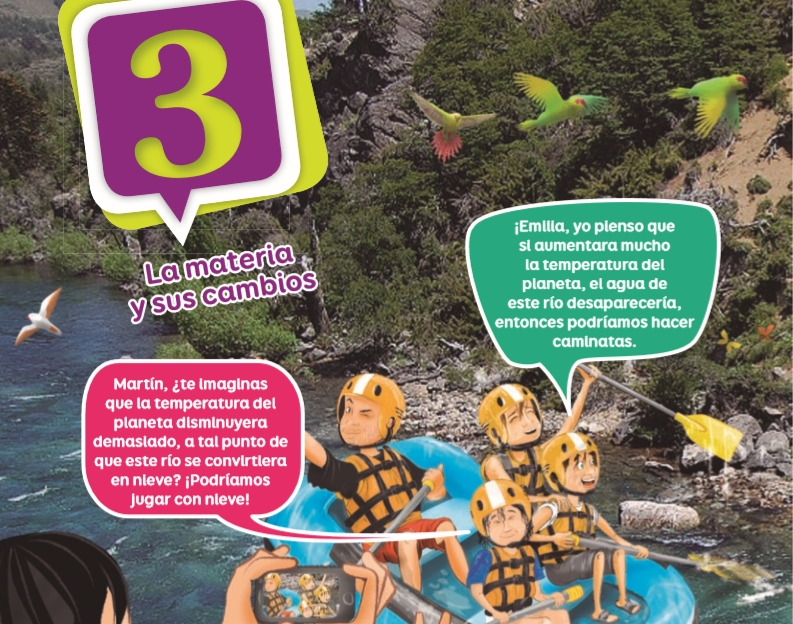 3
La materia
y sus cambios
¡Emilia, yo pienso que
si aumentara mucho
la temperatura del
planeta, el agua de
este río desaparecería,
entonces podríamos hacer
caminatas.
Martín, ¿te imaginas
que la temperatura del
planeta disminuyera
demasiado, a tal punto de
que este río se convirtiera
en nieve? ¡Podríamos
jugar con nieve!